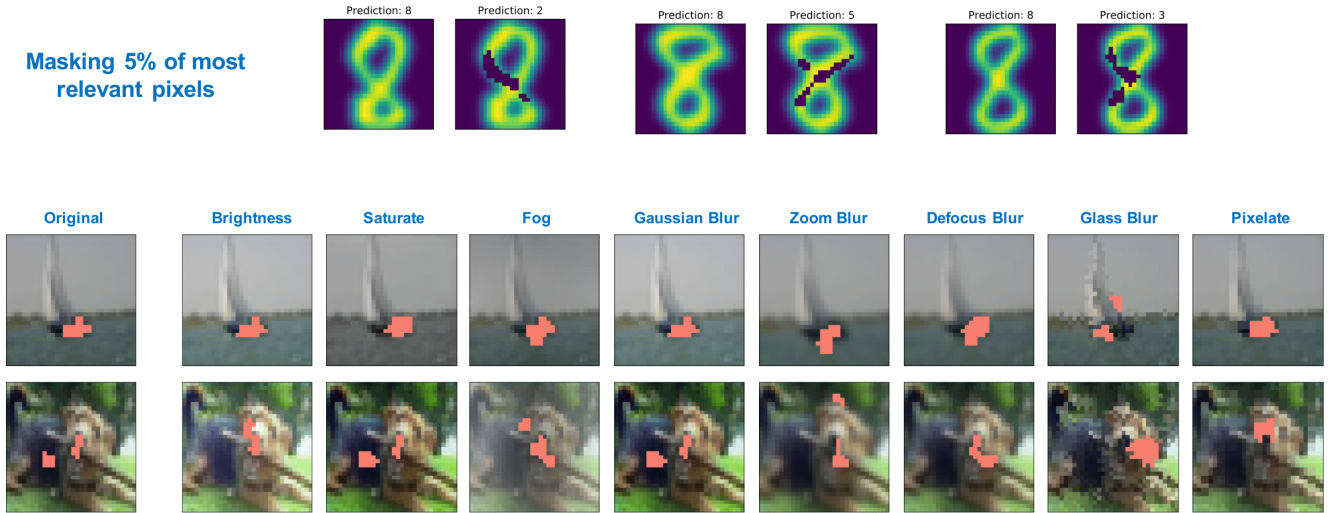 Prediction: 8
Prediction: 2
Prediction: 8
Prediction: 5
Prediction: 8
Prediction: 3
Masking 5% of most
relevant pixels
Original
Brightness
Saturate
Fog
Gaussian Blur
Zoom Blur
Defocus Blur
Glass Blur
Pixelate